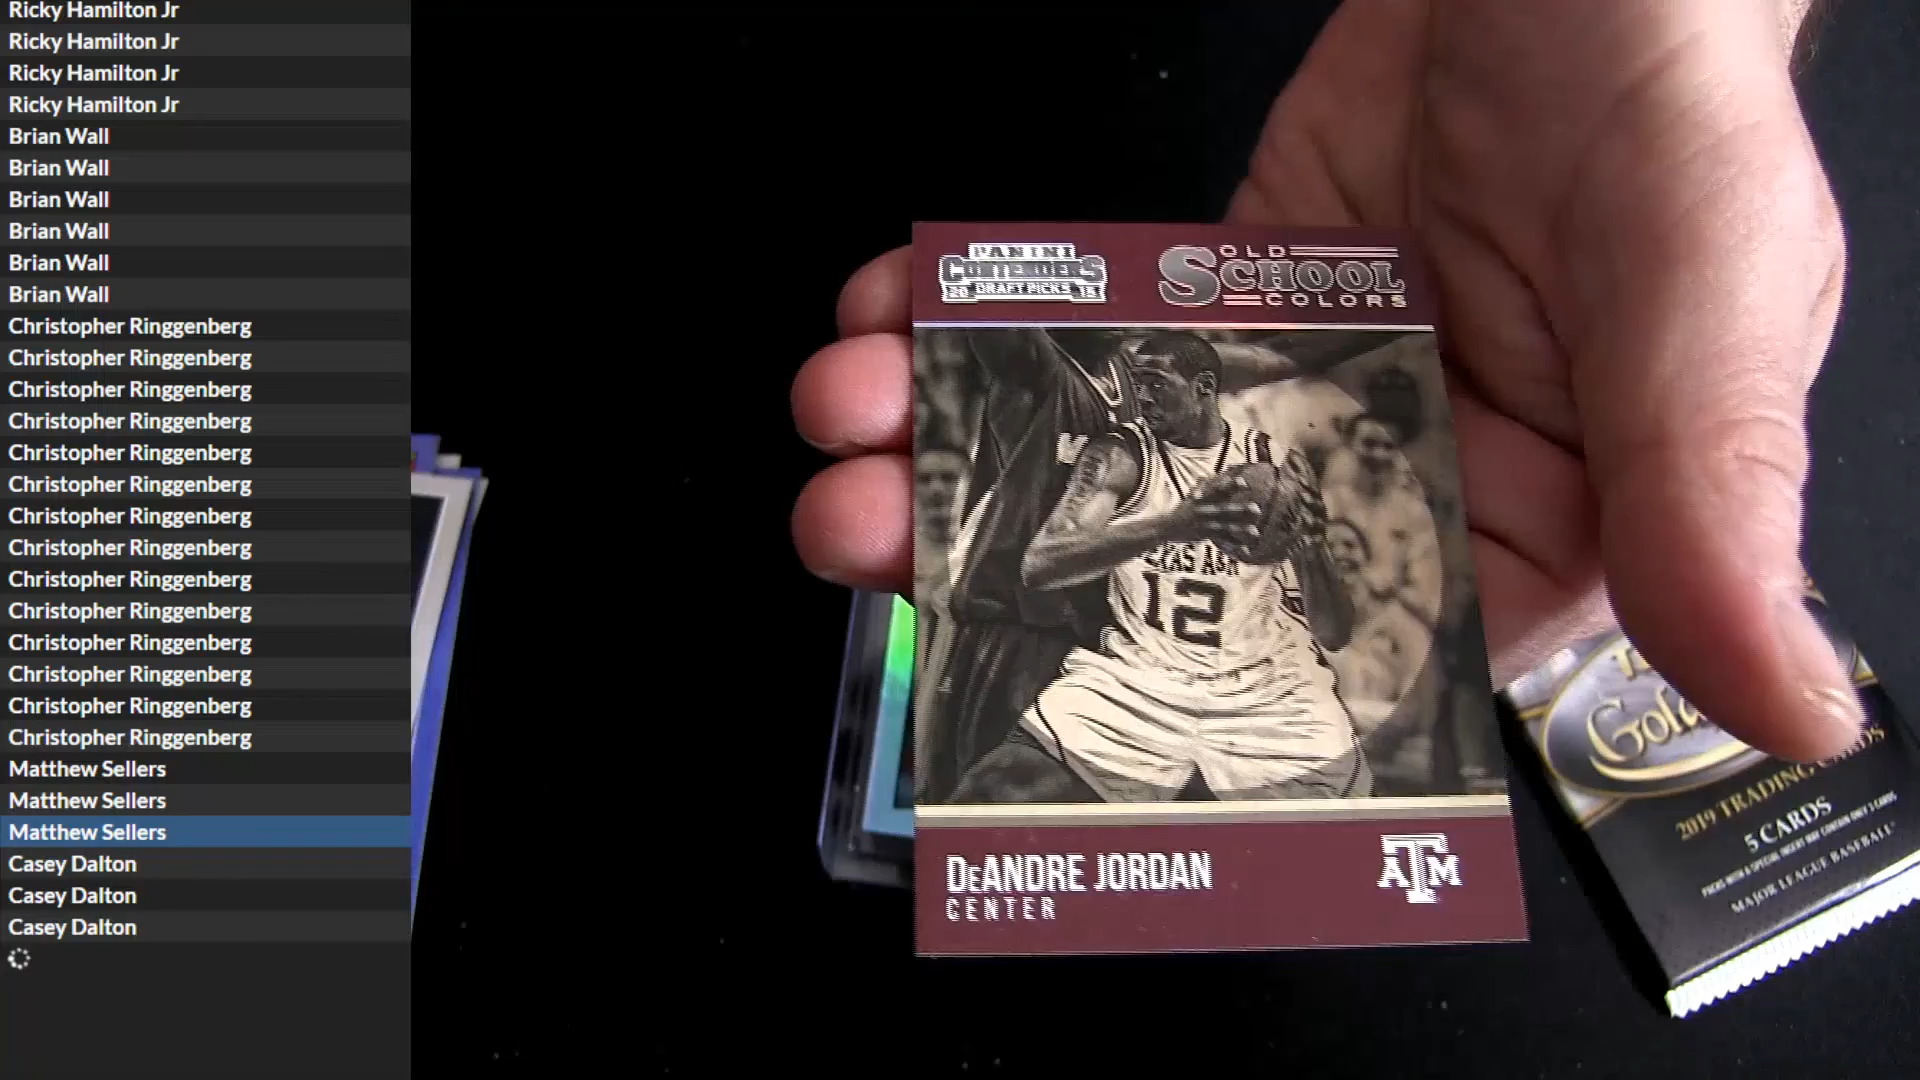 Ricky Hamilton Jr
Ricky Hamilton Jr
Ricky Hamilton Jr
Ricky Hamilton Jr
Brian Wall
Brian Wall
Brian Wall
Brian Wall
Brian Wall
Brian Wall
Christopher Ringgenberg
Christopher Ringgenberg
Christopher Ringgenberg
Christopher Ringgenberg
Christopher Ringgenberg
Christopher Ringgenberg
Christopher Ringgenberg
Christopher Ringgenberg
Christopher Ringgenberg
Christopher Ringgenberg
Christopher Ringgenberg
Christopher Ringgenberg
Christopher Ringgenberg
Christopher Ringgenberg
Matthew Sellers
Matthew Sellers
Matthew Sellers
Casey Dalton
Casey Dalton
Casey Dalton
PANINI
CONTENDERS
20 DRAFT PICKS 15
OLD
SCHOOL
COLORS
12
DEANDRE JORDAN
CENTER
ATM
2019 TRADING CARDS
5 CARDS
MAJOR LEAGUE BASEBALL